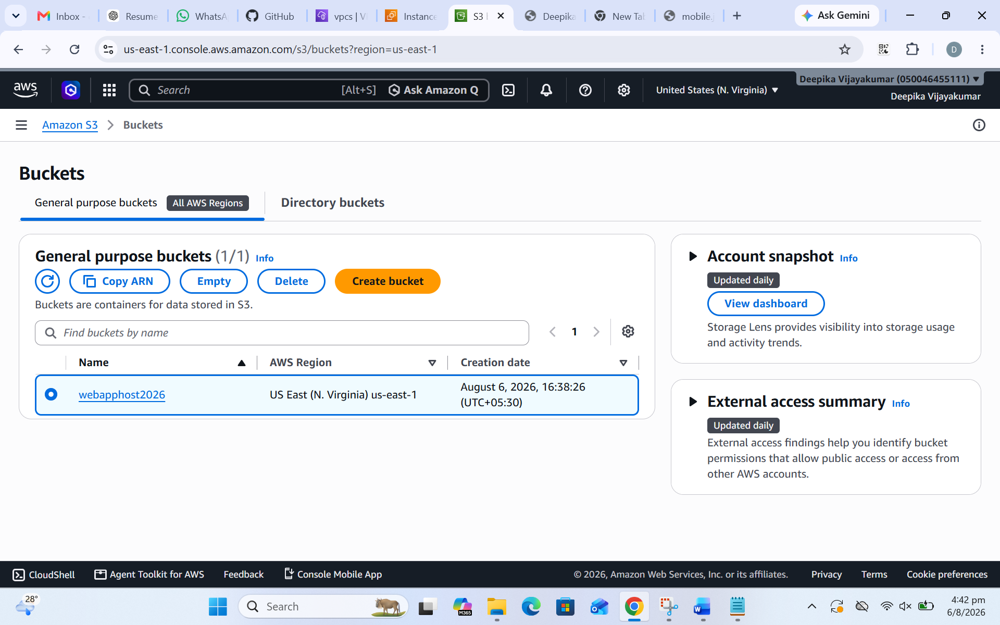 Inbox -
Resume
WhatsA
GitHub
vpcs | V
Instance
S3 |
Deepika
New Tab
mobile.j
Ask Gemini
us-east-1.console.aws.amazon.com/s3/buckets?region=us-east-1
D
aws
Search
[Alt+S]
Ask Amazon Q
United States (N. Virginia)
Deepika Vijayakumar (050046455111)
Deepika Vijayakumar
Amazon S3
Buckets
Buckets
General purpose buckets
All AWS Regions
Directory buckets
General purpose buckets (1/1) Info
Copy ARN
Empty
Delete
Create bucket
Buckets are containers for data stored in S3.
Find buckets by name
1
Name
AWS Region
Creation date
webapphost2026
US East (N. Virginia) us-east-1
August 6, 2026, 16:38:26
(UTC+05:30)
Account snapshot Info
Updated daily
View dashboard
Storage Lens provides visibility into storage usage
and activity trends.
External access summary Info
Updated daily
External access findings help you identify bucket
permissions that allow public access or access from
other AWS accounts.
CloudShell
Agent Toolkit for AWS
Feedback
Console Mobile App
© 2026, Amazon Web Services, Inc. or its affiliates.
Privacy
Terms
Cookie preferences
28°
Search
M365
4:42 pm
6/8/2026